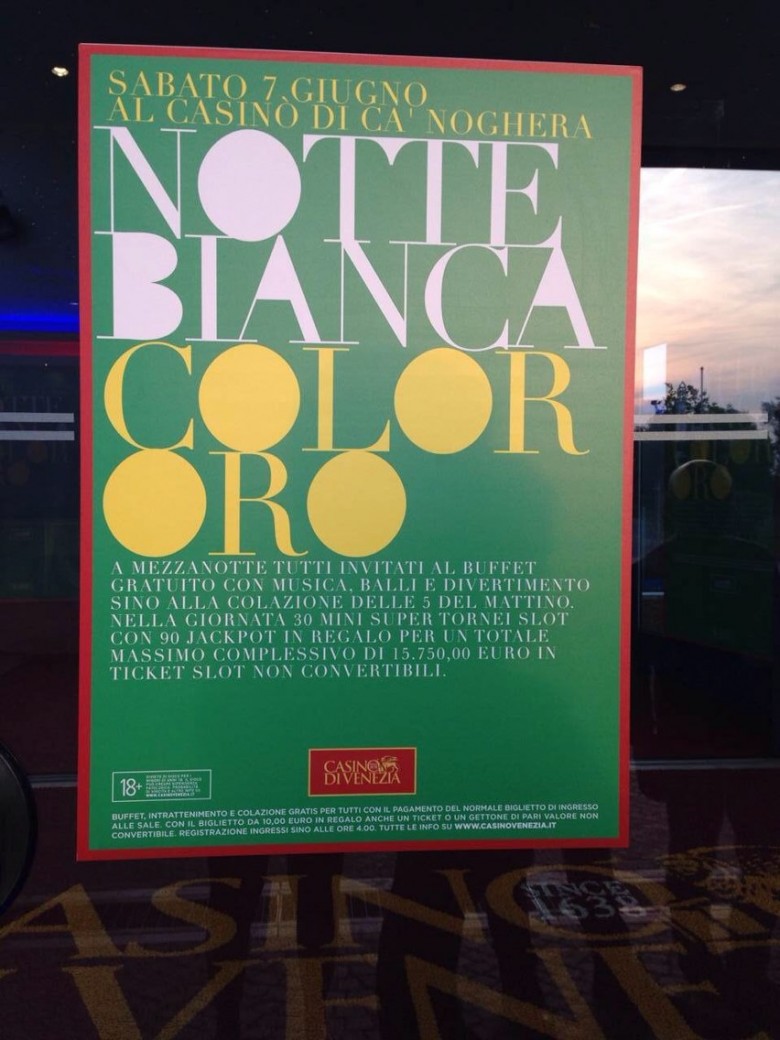 SABATO 7 GIUGNO
AL CASINÒ DI CA' NOGHERA
NOTTE
BIANCA
COLOR
ORO
A MEZZANOTTE TUTTI INVITATI AL BUFFET
GRATUITO CON MUSICA, BALLI E DIVERTIMENTO
SINO ALLA COLAZIONE DELLE 5 DEL MATTINO.
NELLA GIORNATA 30 MINI SUPER TORNEI SLOT
CON 90 JACKPOT IN REGALO PER UN TOTALE
MASSIMO COMPLESSIVO DI 15.750,00 EURO IN
TICKET SLOT NON CONVERTIBILI.
CASINO
DI VENEZIA
18+
WWW.CASINOVENEZIA.IT
BUFFET, INTRATTENIMENTO E COLAZIONE GRATIS PER TUTTI CON IL PAGAMENTO DEL NORMALE BIGLIETTO DI INGRESSO
ALLE SALE. CON IL BIGLIETTO DA 10,00 EURO IN REGALO ANCHE UN TICKET O UN GETTONE DI PARI VALORE NON
CONVERTIBILE. REGISTRAZIONE INGRESSI SINO ALLE ORE 4.00. TUTTE LE INFO SU WWW.CASINOVENEZIA.IT
SINCE
1638
ASINO
VENE